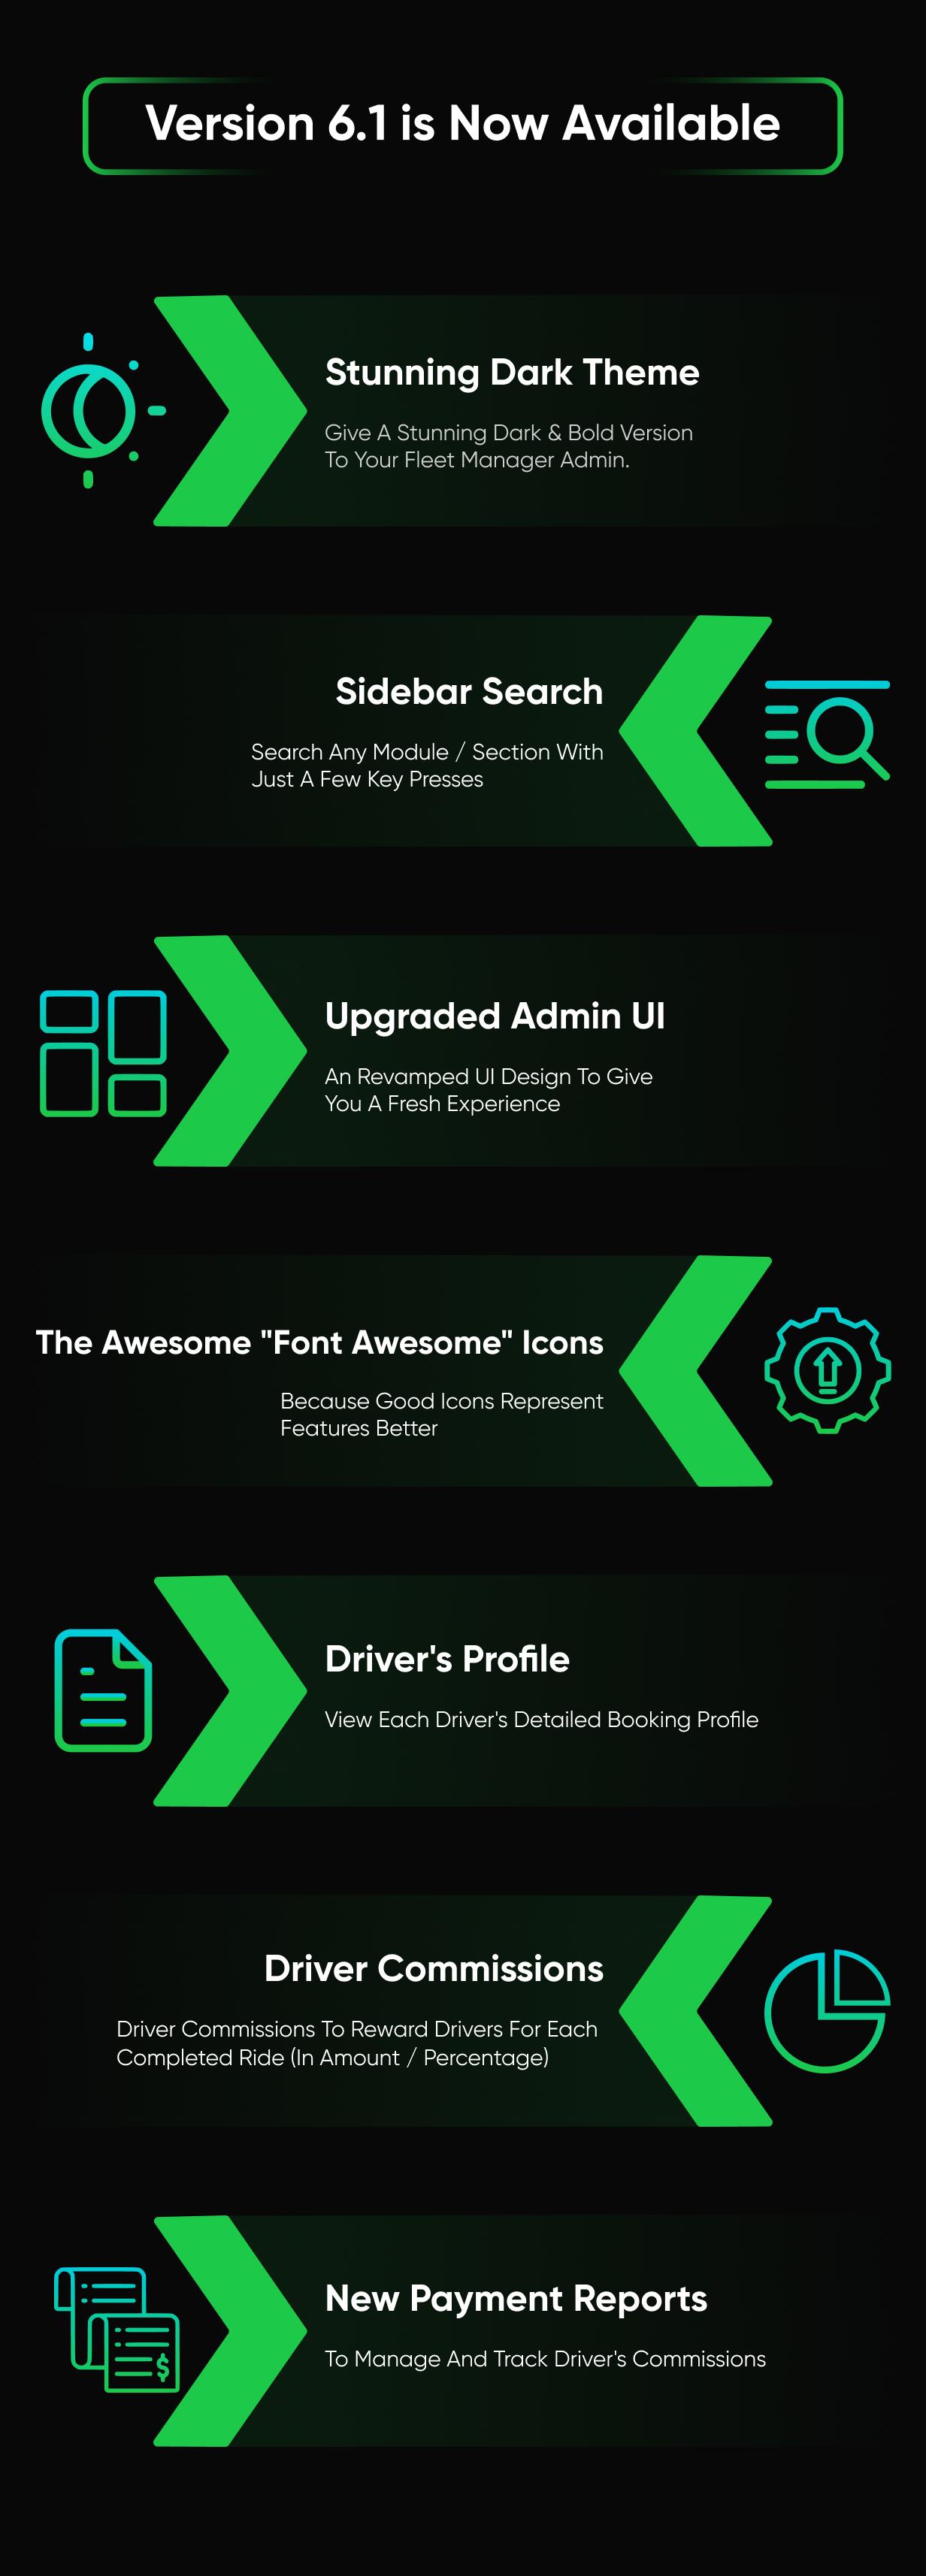 Version 6.1 is Now Available
Stunning Dark Theme
Give A Stunning Dark & Bold Version
To Your Fleet Manager Admin.
Sidebar Search
Search Any Module / Section With
Just A Few Key Presses
Upgraded Admin UI
An Revamped UI Design To Give
You A Fresh Experience
The Awesome "Font Awesome" Icons
Because Good Icons Represent
Features Better
Driver's Profile
View Each Driver's Detailed Booking Profile
Driver Commissions
Driver Commissions To Reward Drivers For Each
Completed Ride (In Amount / Percentage)
$
New Payment Reports
To Manage And Track Driver's Commissions